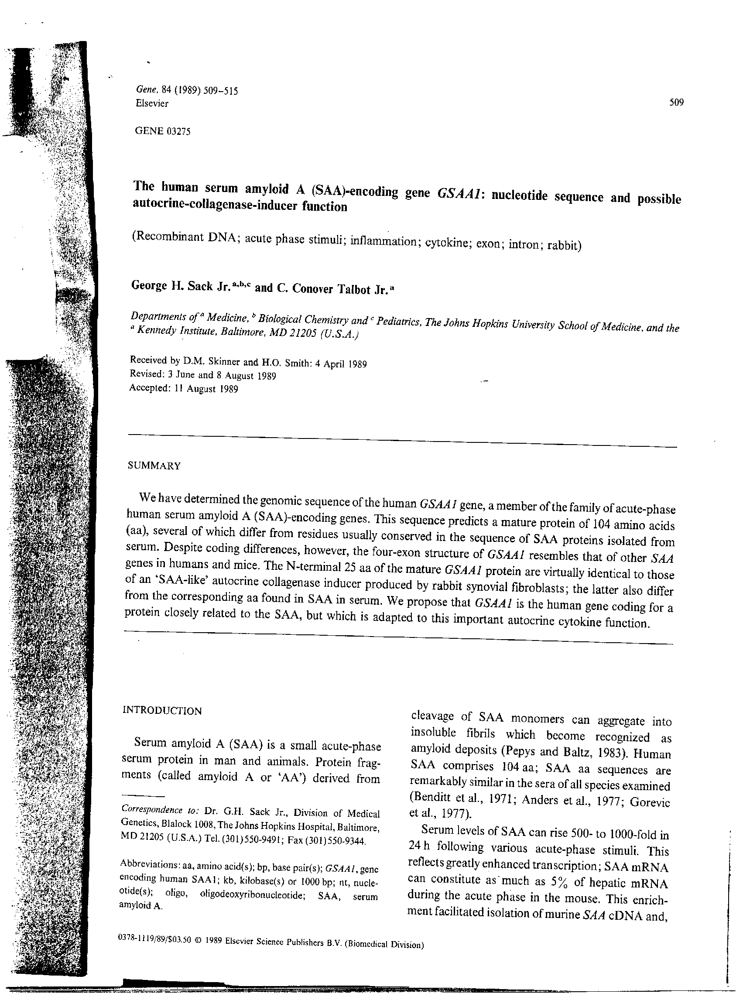 Gene, 84 (1989) 509–515
Elsevier
509
GENE 03275
The human serum amyloid A (SAA)-encoding gene GSAA1: nucleotide sequence and possible
autocrine-collagenase-inducer function
(Recombinant DNA; acute phase stimuli; inflammation; cytokine; exon; intron; rabbit)
George H. Sack Jr. a,b,c and C. Conover Talbot Jr. a
Departments of a Medicine, b Biological Chemistry and c Pediatrics, The Johns Hopkins University School of Medicine, and the
a Kennedy Institute, Baltimore, MD 21205 (U.S.A.)
Received by D.M. Skinner and H.O. Smith: 4 April 1989
Revised: 3 June and 8 August 1989
Accepted: 11 August 1989
SUMMARY
We have determined the genomic sequence of the human GSAA1 gene, a member of the family of acute-phase
human serum amyloid A (SAA)-encoding genes. This sequence predicts a mature protein of 104 amino acids
(aa), several of which differ from residues usually conserved in the sequence of SAA proteins isolated from
serum. Despite coding differences, however, the four-exon structure of GSAA1 resembles that of other SAA
genes in humans and mice. The N-terminal 25 aa of the mature GSAA1 protein are virtually identical to those
of an ‘SAA-like’ autocrine collagenase inducer produced by rabbit synovial fibroblasts; the latter also differ
from the corresponding aa found in SAA in serum. We propose that GSAA1 is the human gene coding for a
protein closely related to the SAA, but which is adapted to this important autocrine cytokine function.
INTRODUCTION
Serum amyloid A (SAA) is a small acute-phase
serum protein in man and animals. Protein frag-
ments (called amyloid A or ‘AA’) derived from
Correspondence to: Dr. G.H. Sack Jr., Division of Medical
Genetics, Blalock 1008, The Johns Hopkins Hospital, Baltimore,
MD 21205 (U.S.A.) Tel. (301)550-9491; Fax (301)550-9344.
Abbreviations: aa, amino acid(s); bp, base pair(s); GSAA1, gene
encoding human SAA1; kb, kilobase(s) or 1000 bp; nt, nucle-
otide(s); oligo, oligodeoxyribonucleotide; SAA, serum
amyloid A.
cleavage of SAA monomers can aggregate into
insoluble fibrils which become recognized as
amyloid deposits (Pepys and Baltz, 1983). Human
SAA comprises 104 aa; SAA aa sequences are
remarkably similar in the sera of all species examined
(Benditt et al., 1971; Anders et al., 1977; Gorevic
et al., 1977).
Serum levels of SAA can rise 500- to 1000-fold in
24 h following various acute-phase stimuli. This
reflects greatly enhanced transcription; SAA mRNA
can constitute as much as 5% of hepatic mRNA
during the acute phase in the mouse. This enrich-
ment facilitated isolation of murine SAA cDNA and,
0378-1119/89/$03.50 © 1989 Elsevier Science Publishers B.V. (Biomedical Division)